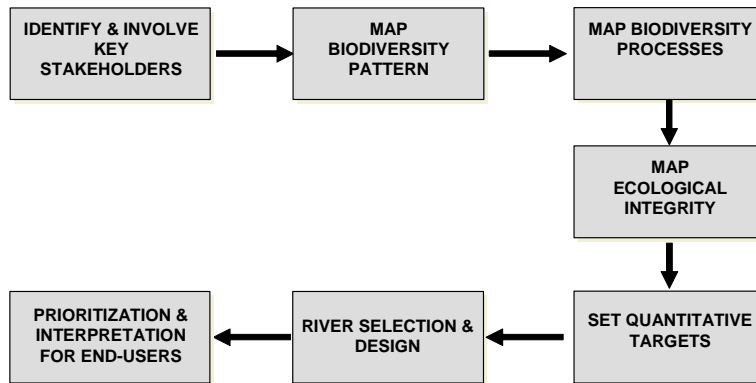 IDENTIFY & INVOLVE
KEY
STAKEHOLDERS
MAP
BIODIVERSITY
PATTERN
MAP BIODIVERSITY
PROCESSES
MAP
ECOLOGICAL
INTEGRITY
SET QUANTITATIVE
TARGETS
RIVER SELECTION &
DESIGN
PRIORITIZATION &
INTERPRETATION
FOR END-USERS